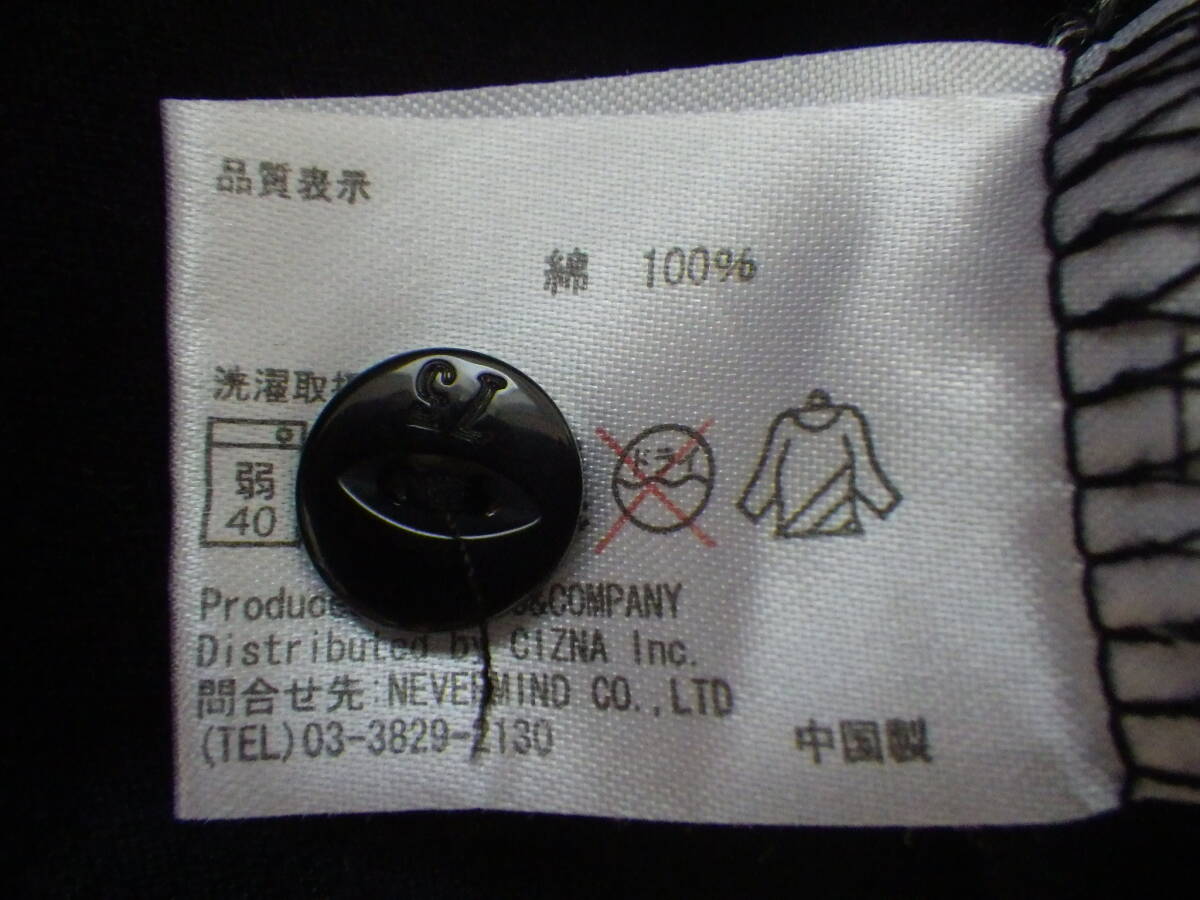 品質表示
綿 100%
洗濯取扱
弱
40
ドライ
&COMPANY
Distributed by CIZNA Inc.
問合せ先:NEVERMIND CO.,LTD
(TEL)03-3829-2130
中国製